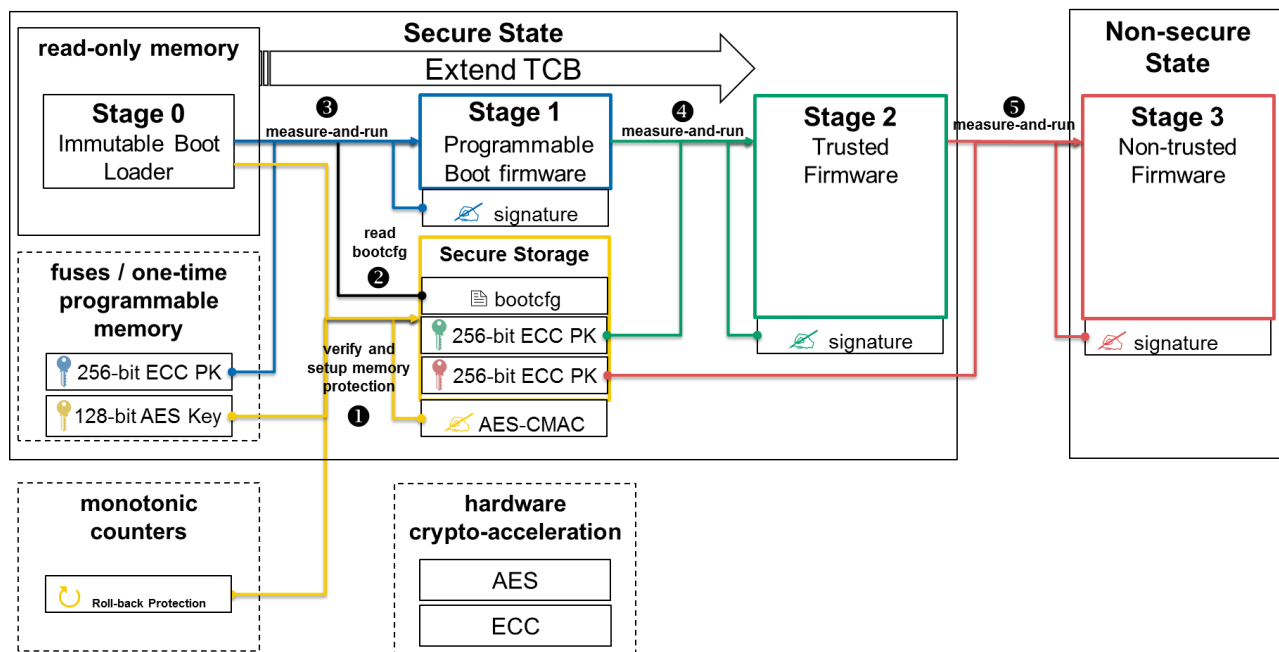 Secure State
Extend TCB
read-only memory
Stage 0
Immutable Boot
Loader
❸
measure-and-run
Stage 1
Programmable
Boot firmware
signature
❹
measure-and-run
Stage 2
Trusted
Firmware
signature
❺
measure-and-run
Non-secure
State
Stage 3
Non-trusted
Firmware
signature
read
bootcfg
❷
Secure Storage
bootcfg
256-bit ECC PK
256-bit ECC PK
AES-CMAC
fuses / one-time
programmable
memory
256-bit ECC PK
128-bit AES Key
verify and
setup memory
protection
❶
monotonic
counters
Roll-back Protection
hardware
crypto-acceleration
AES
ECC